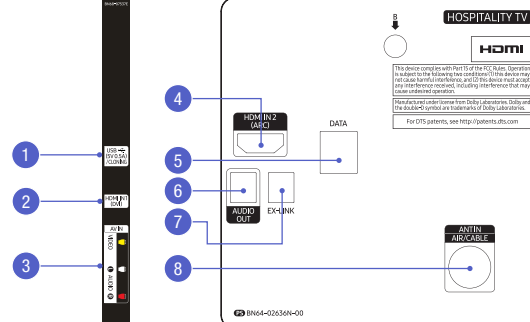 BN68-07537E
1
USB
(5V 0.5A)
/CLONING
2
HDMI IN 1
(DVI)
3
AV IN
VIDEO
AUDIO
4
HDMI IN 2
(ARC)
5
DATA
6
AUDIO
OUT
7
EX-LINK
8
ANT IN
AIR/CABLE
B
HOSPITALITY TV
HDMI
This device complies with Part 15 of the FCC Rules. Operation
is subject to the following two conditions:(1) this device may
not cause harmful interference, and (2) this device must accept
any interference received, including interference that may
cause undesired operation.
Manufactured under license from Dolby Laboratories. Dolby and
the double-D symbol are trademarks of Dolby Laboratories.
For DTS patents, see http://patents.dts.com
PS BN64-02636N-00